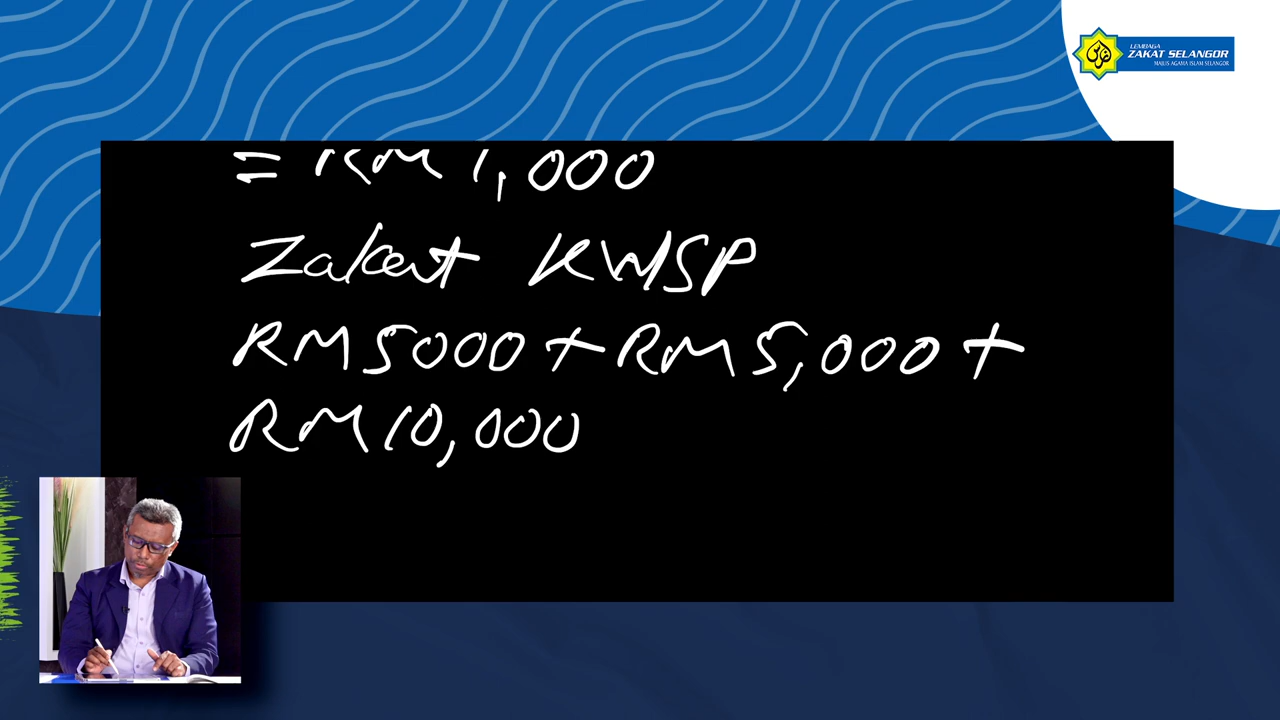 LEMBAGA
ZAKAT SELANGOR
MAJLIS AGAMA ISLAM SELANGOR
= RM 1,000
Zakat KWSP
RM5000 + RM5,000 +
RM10,000